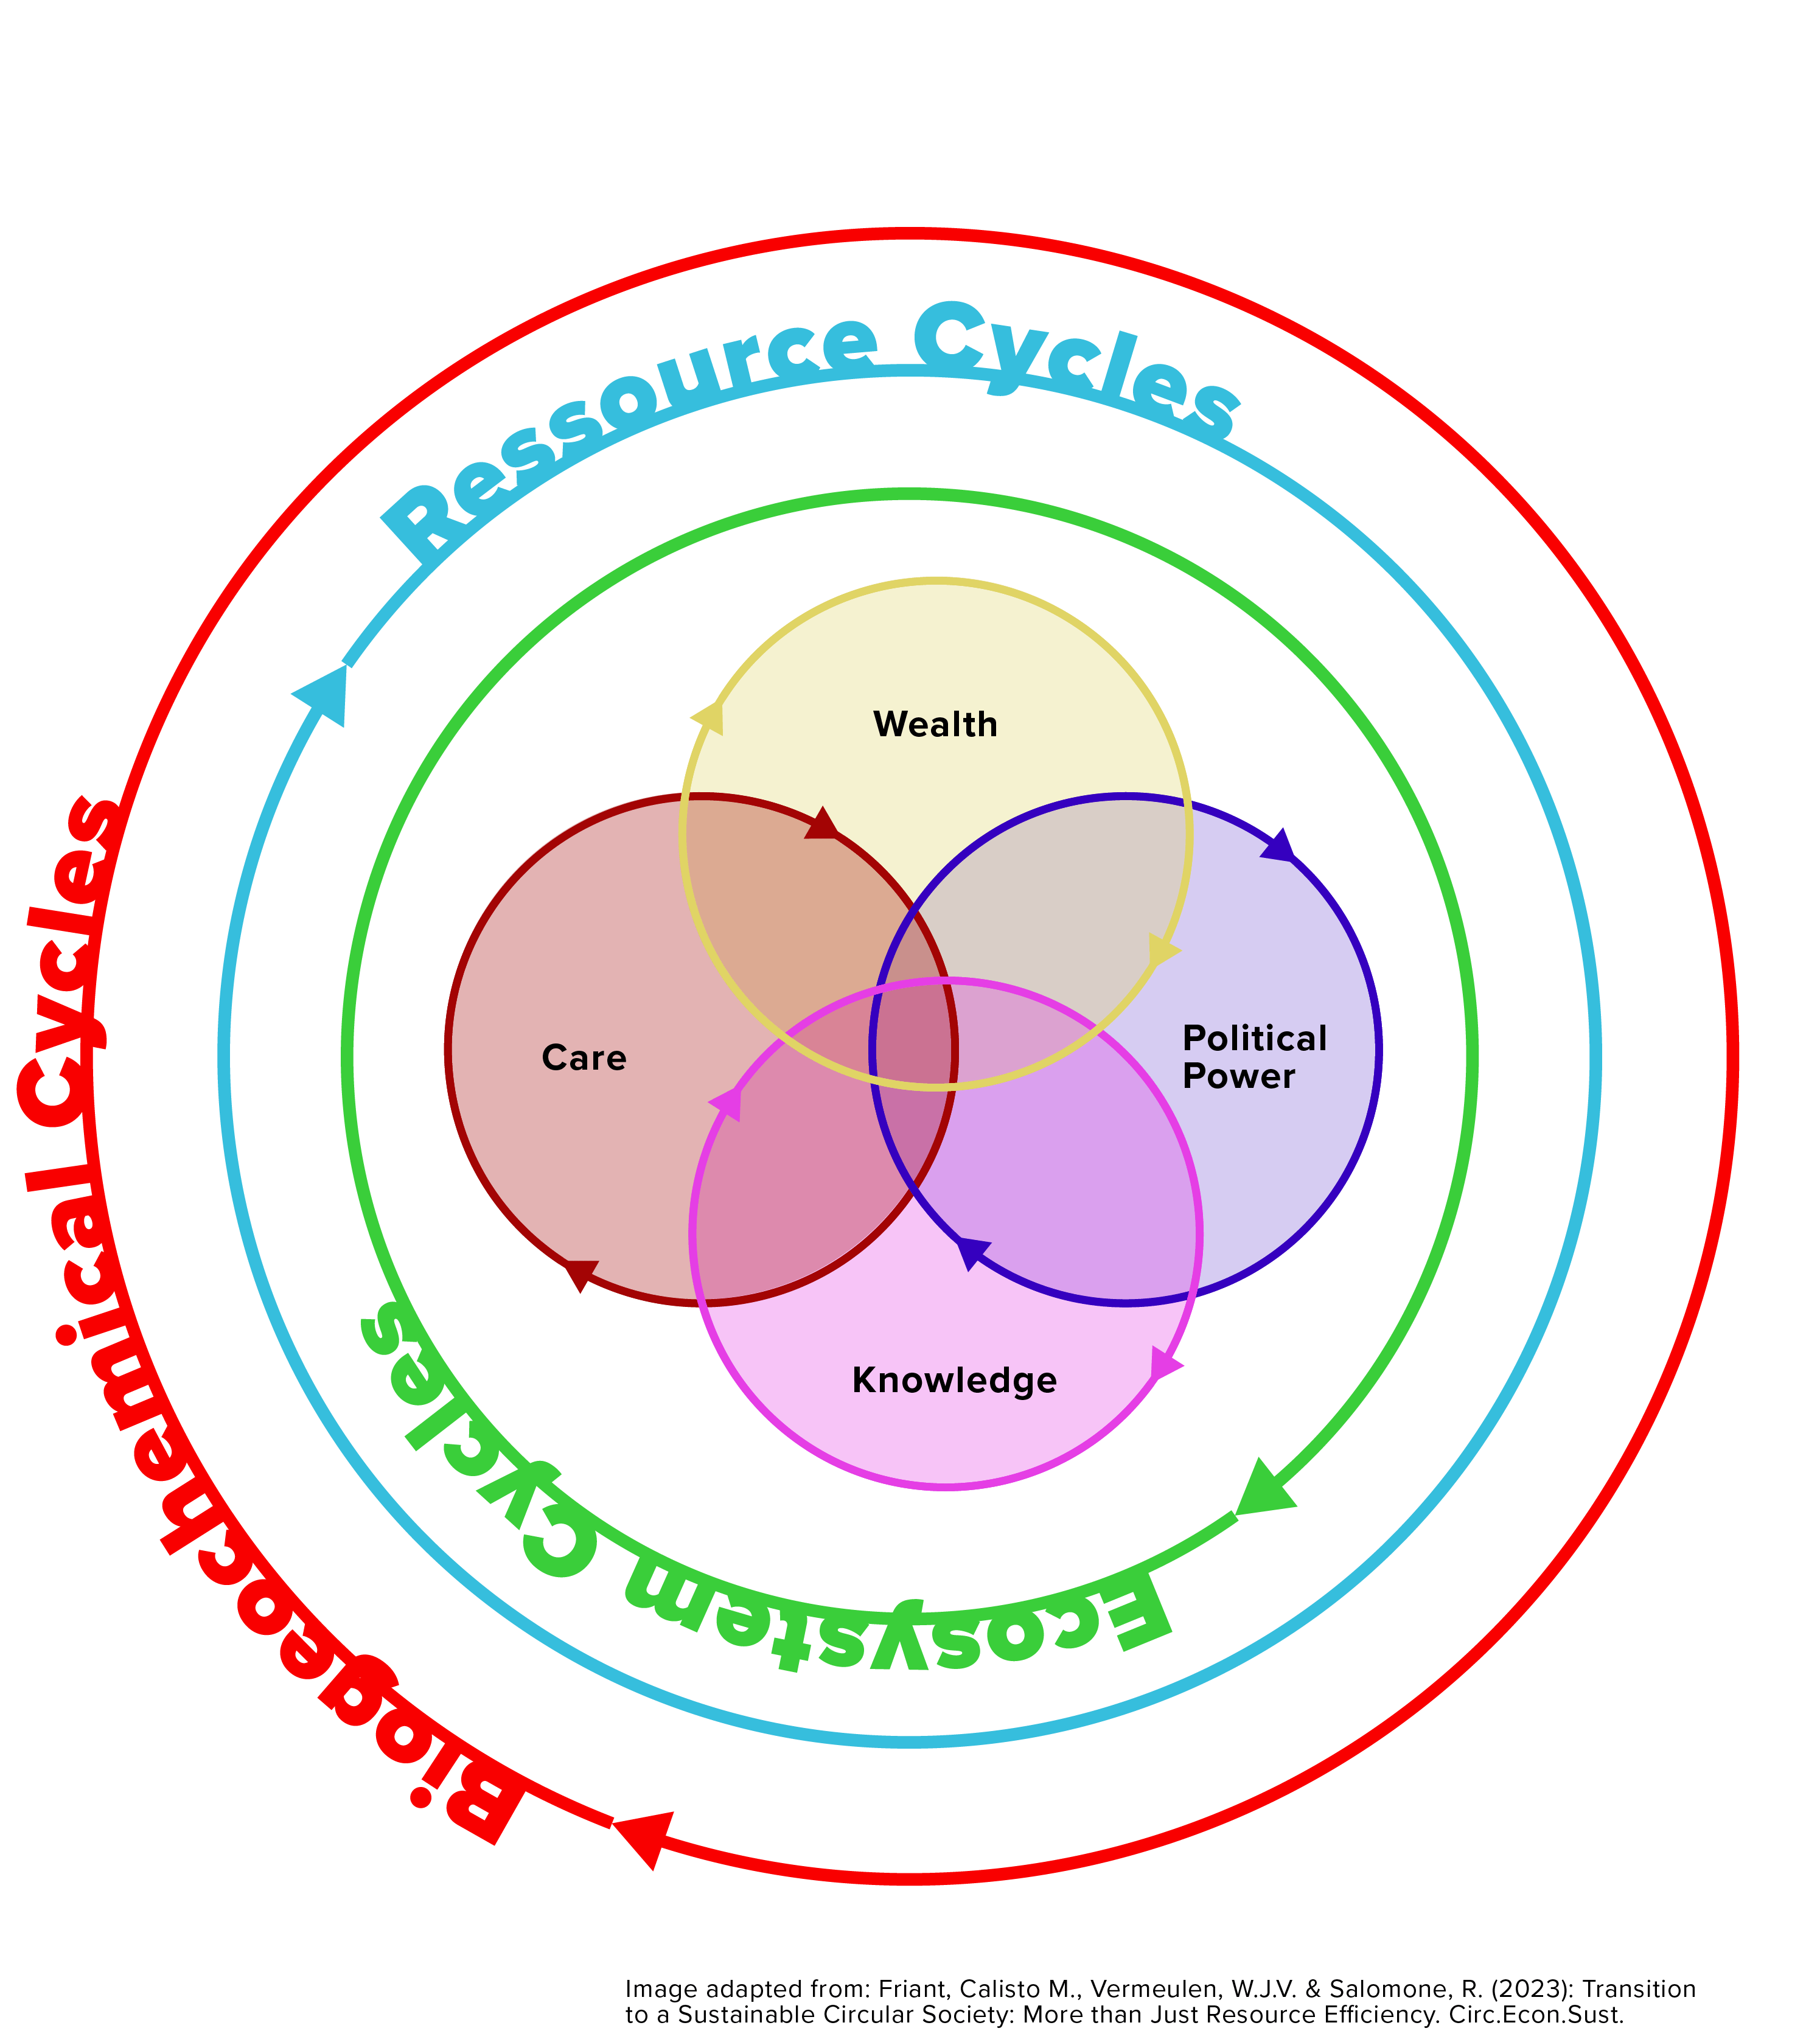 Ressource Cycles
Wealth
Care
Political
Power
Knowledge
Ecosystem Cycles
Biogeochemical Cycles
Image adapted from: Friant, Calisto M., Vermeulen, W.J.V. & Salomone, R. (2023): Transition
to a Sustainable Circular Society: More than Just Resource Efficiency. Circ.Econ.Sust.